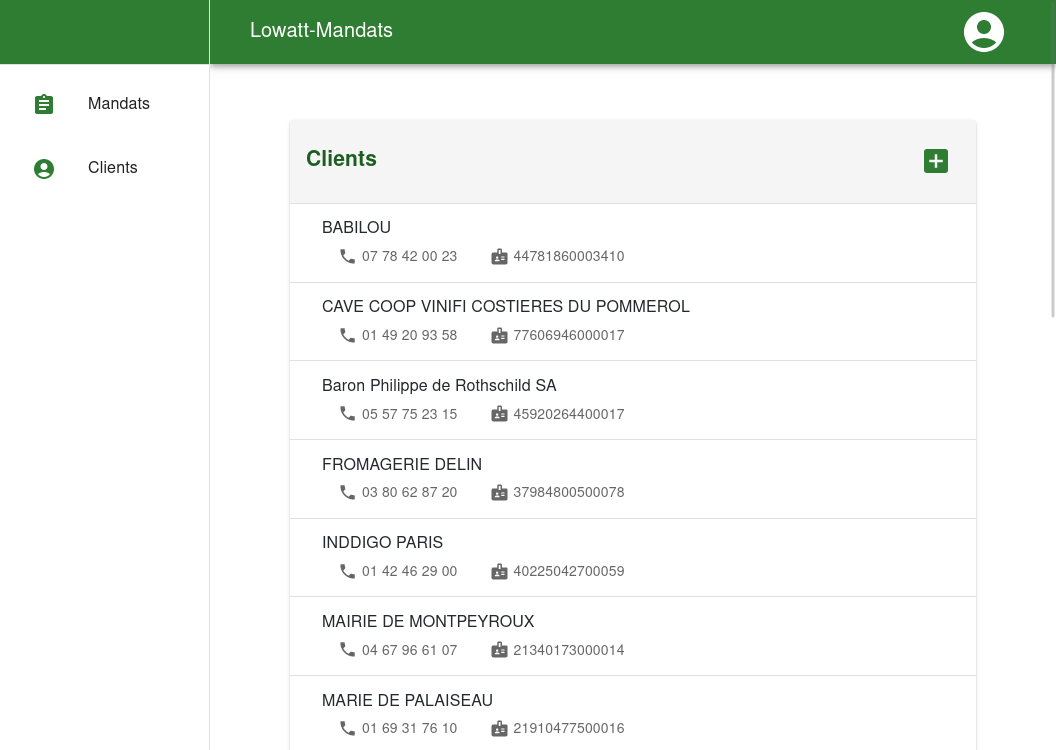 Lowatt-Mandats
Mandats
Clients
Clients
BABILOU
07 78 42 00 23 44781860003410
CAVE COOP VINIFI COSTIERES DU POMMEROL
01 49 20 93 58 77606946000017
Baron Philippe de Rothschild SA
05 57 75 23 15 45920264400017
FROMAGERIE DELIN
03 80 62 87 20 37984800500078
INDDIGO PARIS
01 42 46 29 00 40225042700059
MAIRIE DE MONTPEYROUX
04 67 96 61 07 21340173000014
MARIE DE PALAISEAU
01 69 31 76 10 21910477500016